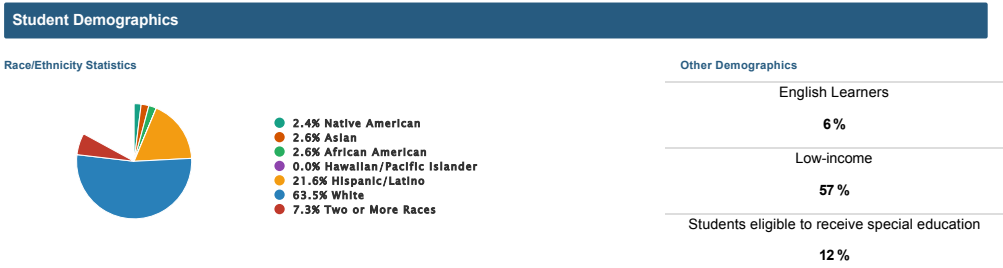 Student Demographics
Race/Ethnicity Statistics
2.4% Native American
2.6% Asian
2.6% African American
0.0% Hawaiian/Pacific Islander
21.6% Hispanic/Latino
63.5% White
7.3% Two or More Races
Other Demographics
English Learners
6 %
Low-income
57 %
Students eligible to receive special education
12 %